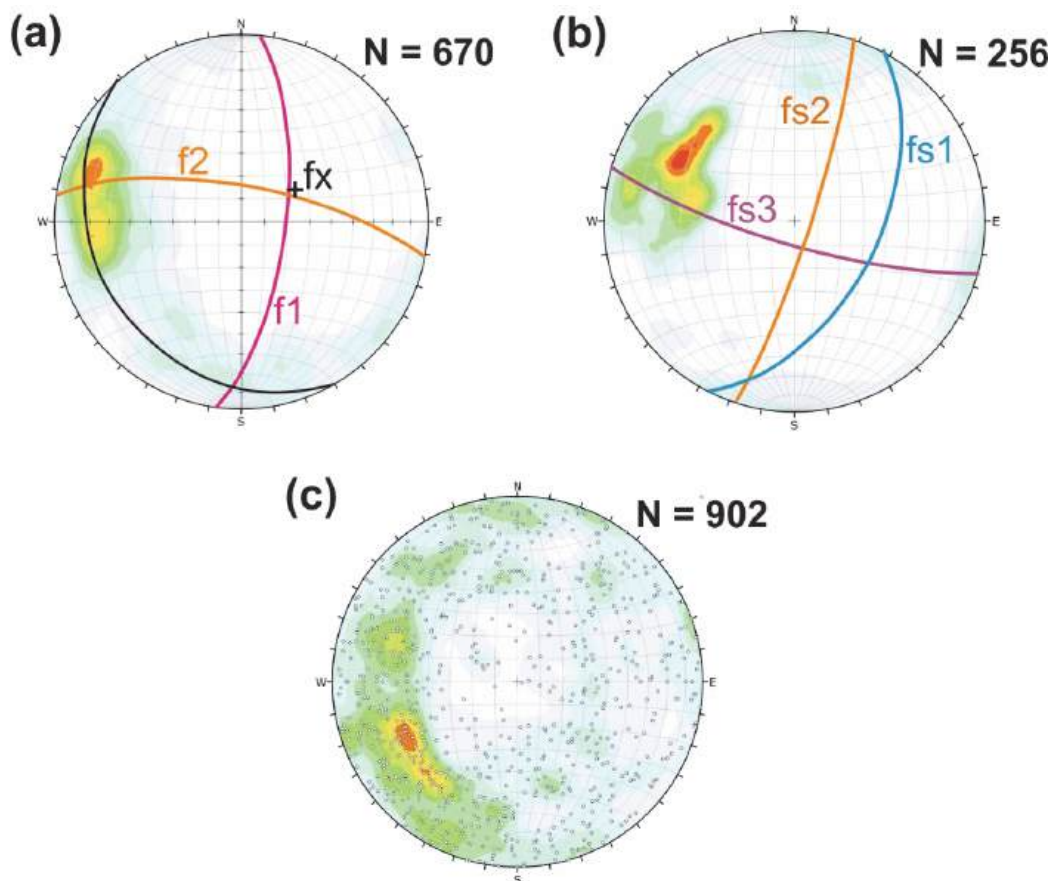 (a)
N = 670
N
f2
fx
W
E
f1
S
(b)
N = 256
N
fs2
fs1
fs3
W
E
S
(c)
N = 902
N
W
E
S